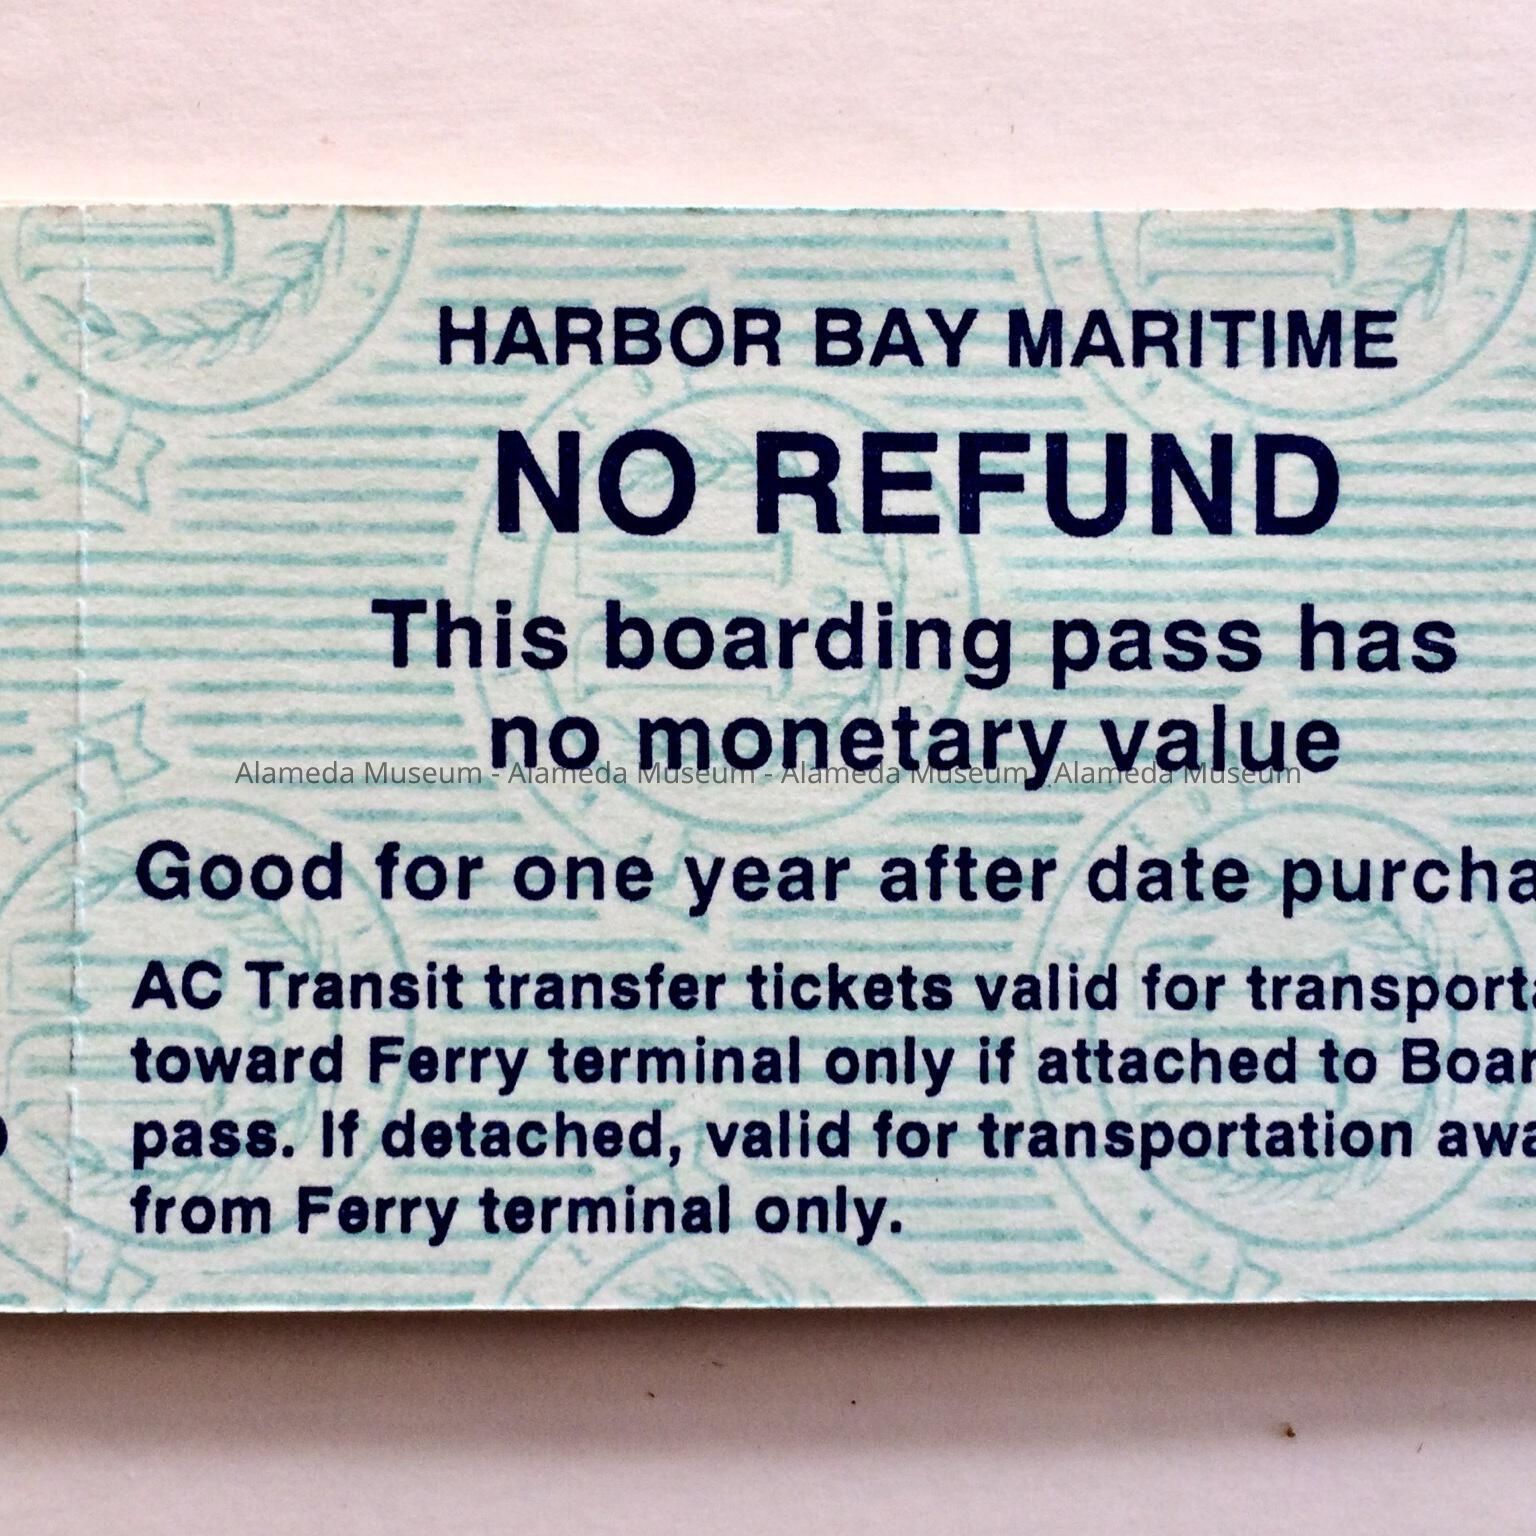 HARBOR BAY MARITIME
NO REFUND
This boarding pass has
no monetary value
Alameda Museum - Alameda Museum - Alameda Museum - Alameda Museum
Good for one year after date purcha
AC Transit transfer tickets valid for transporta
toward Ferry terminal only if attached to Boar
pass. If detached, valid for transportation awa
from Ferry terminal only.